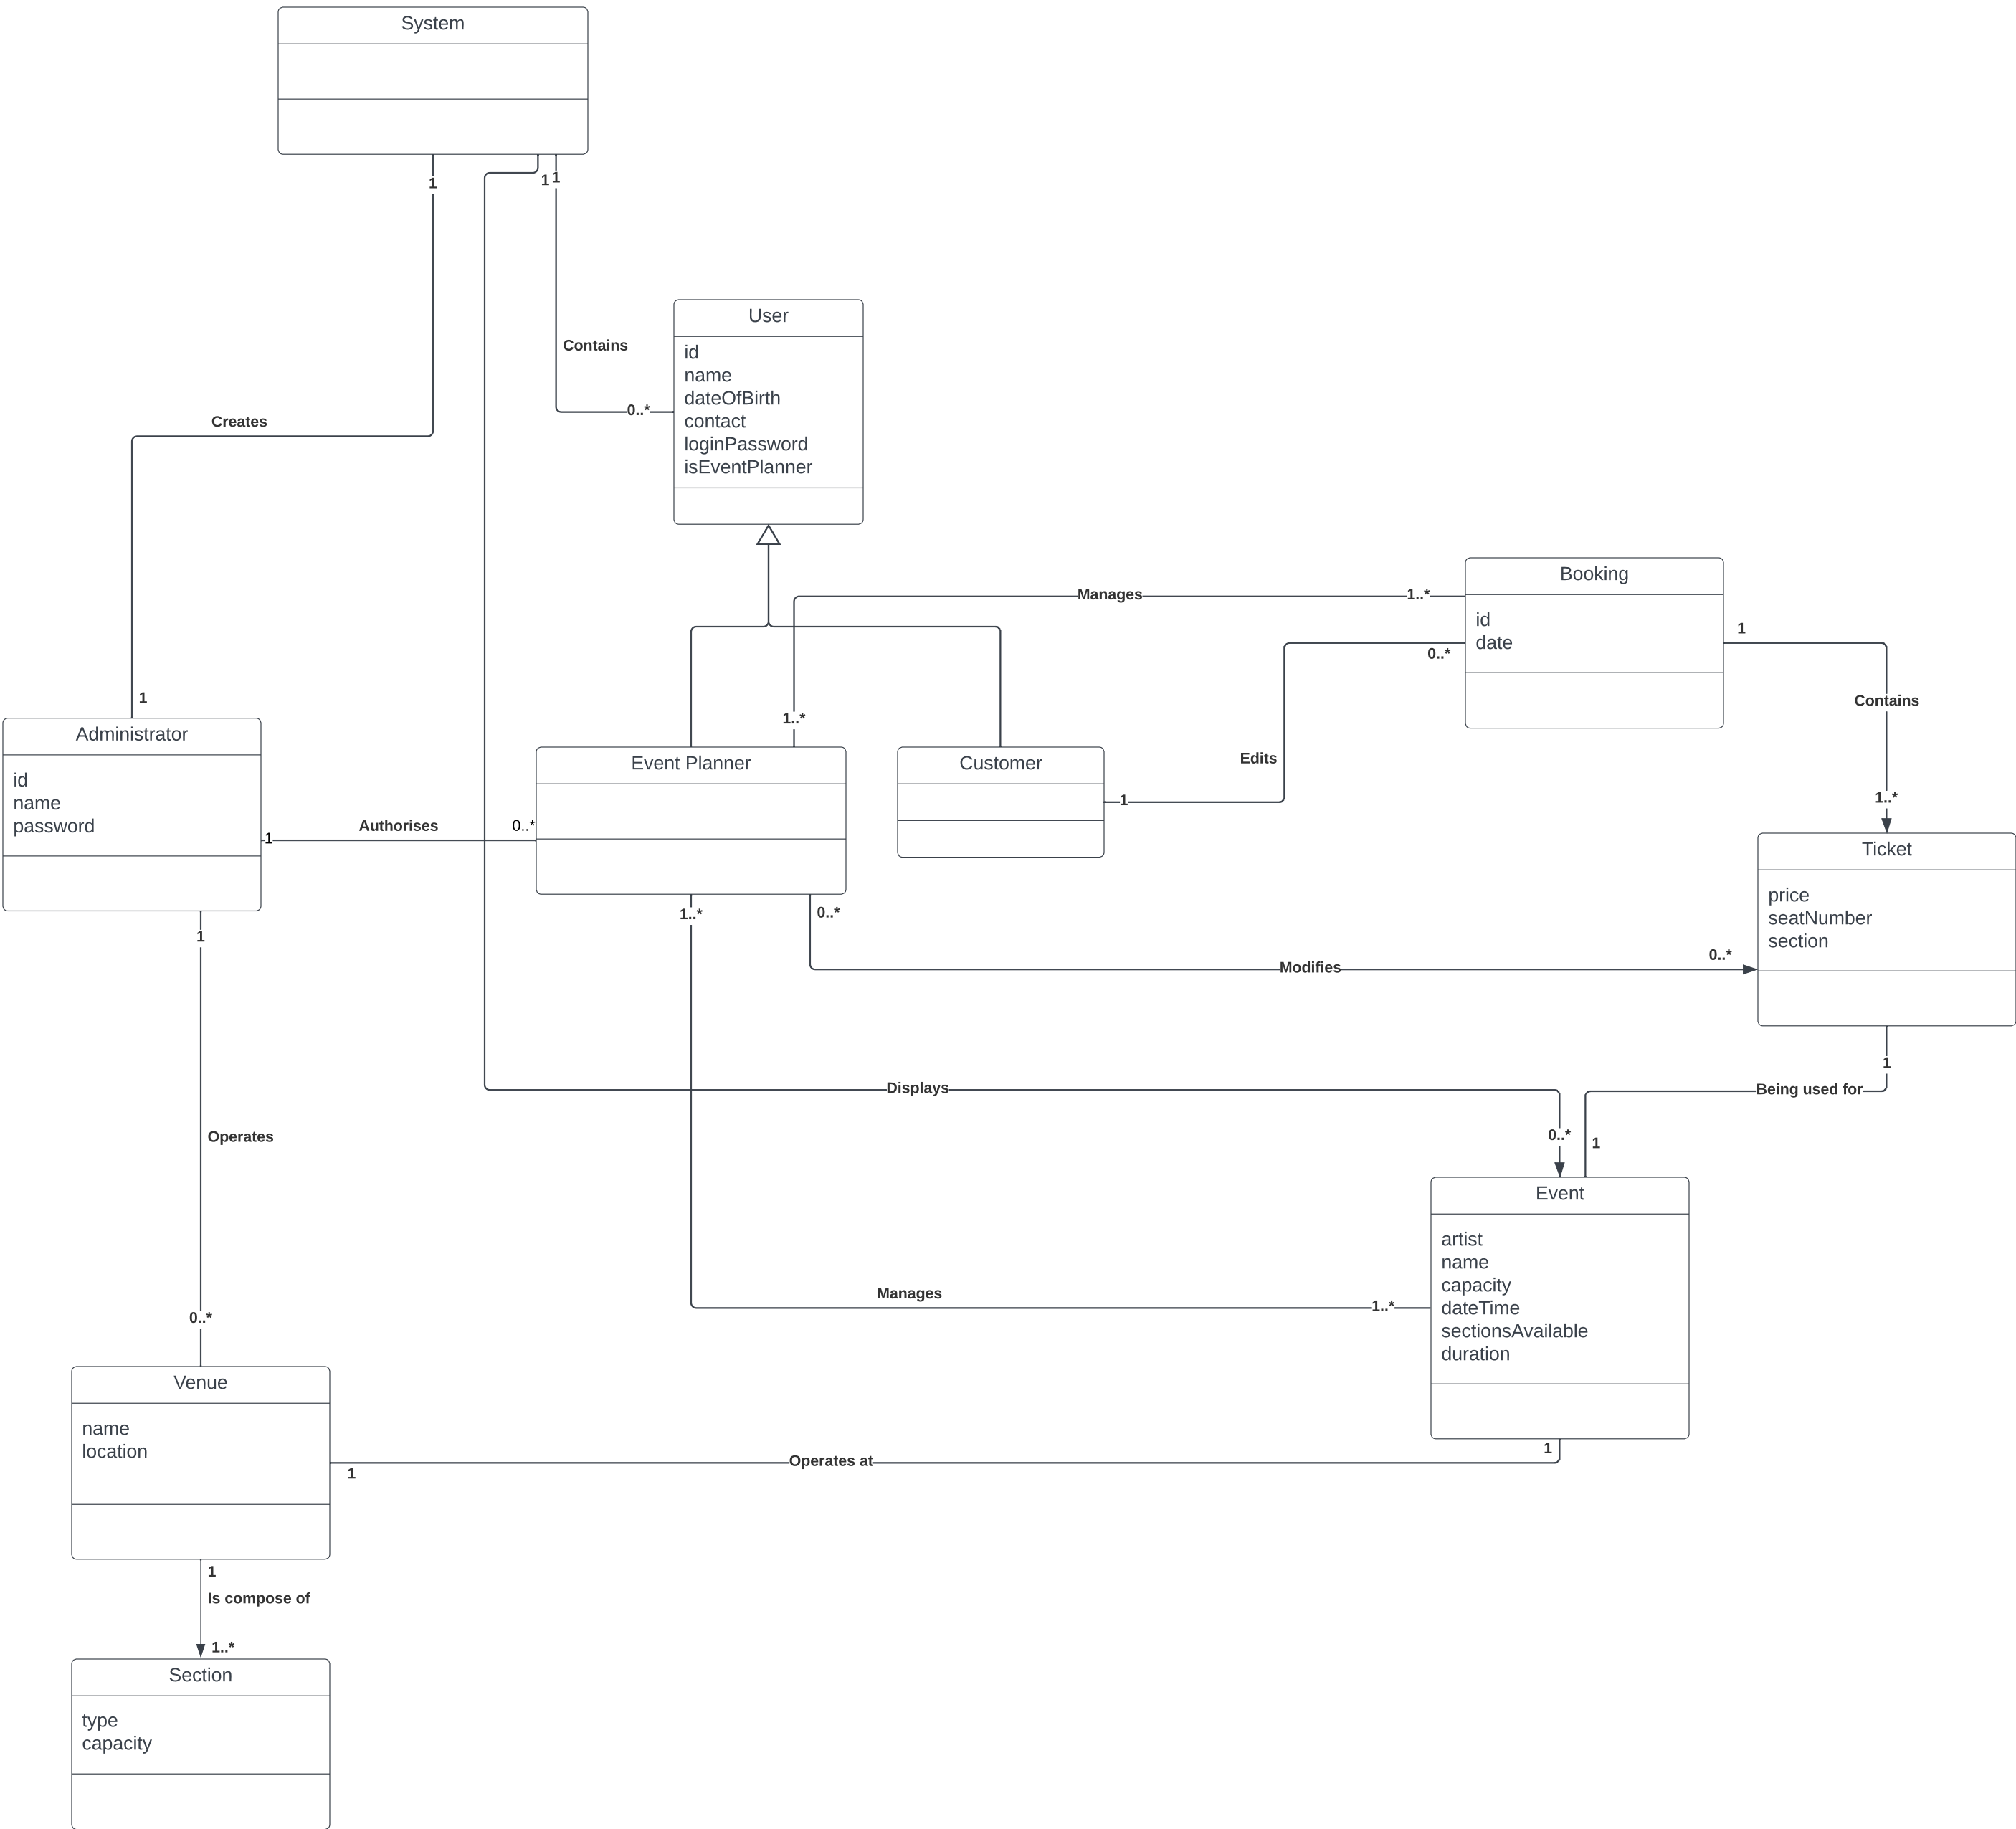 System
1
1
1
User
id
name
dateOfBirth
contact
loginPassword
isEventPlanner
Contains
0..*
Creates
1
Booking
id
date
Manages
1..*
1..*
0..*
Edits
1
1
Contains
1..*
Administrator
id
name
password
Event Planner
Customer
1
Authorises
0..*
Ticket
price
seatNumber
section
1
1..*
0..*
Modifies
0..*
1
Being used for
1
Displays
0..*
Operates
0..*
Event
artist
name
capacity
dateTime
sectionsAvailable
duration
Manages
1..*
Venue
name
location
1
Operates at
1
1
Is compose of
1..*
Section
type
capacity